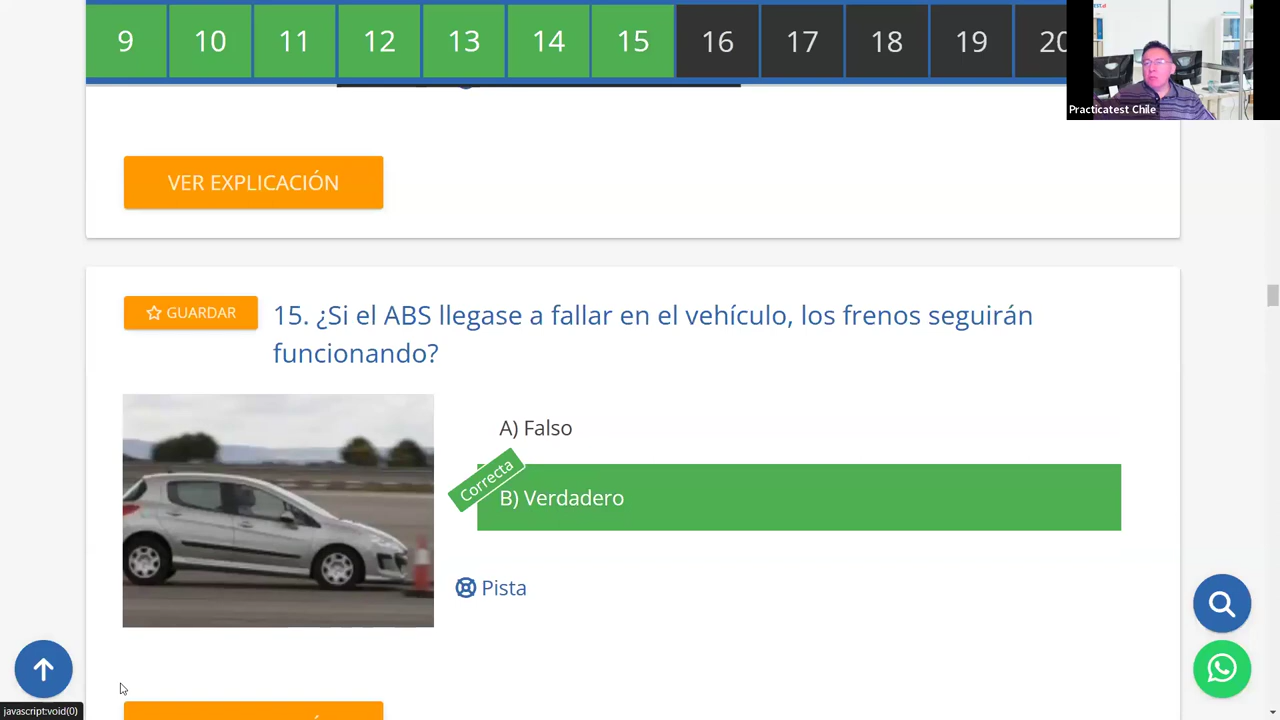 9 10 11 12 13 14 15 16 17 18 19 20
Practicatest Chile
VER EXPLICACIÓN
GUARDAR
15. ¿Si el ABS llegase a fallar en el vehículo, los frenos seguirán
funcionando?
A) Falso
Correcta
B) Verdadero
Pista
javascript:void(0)